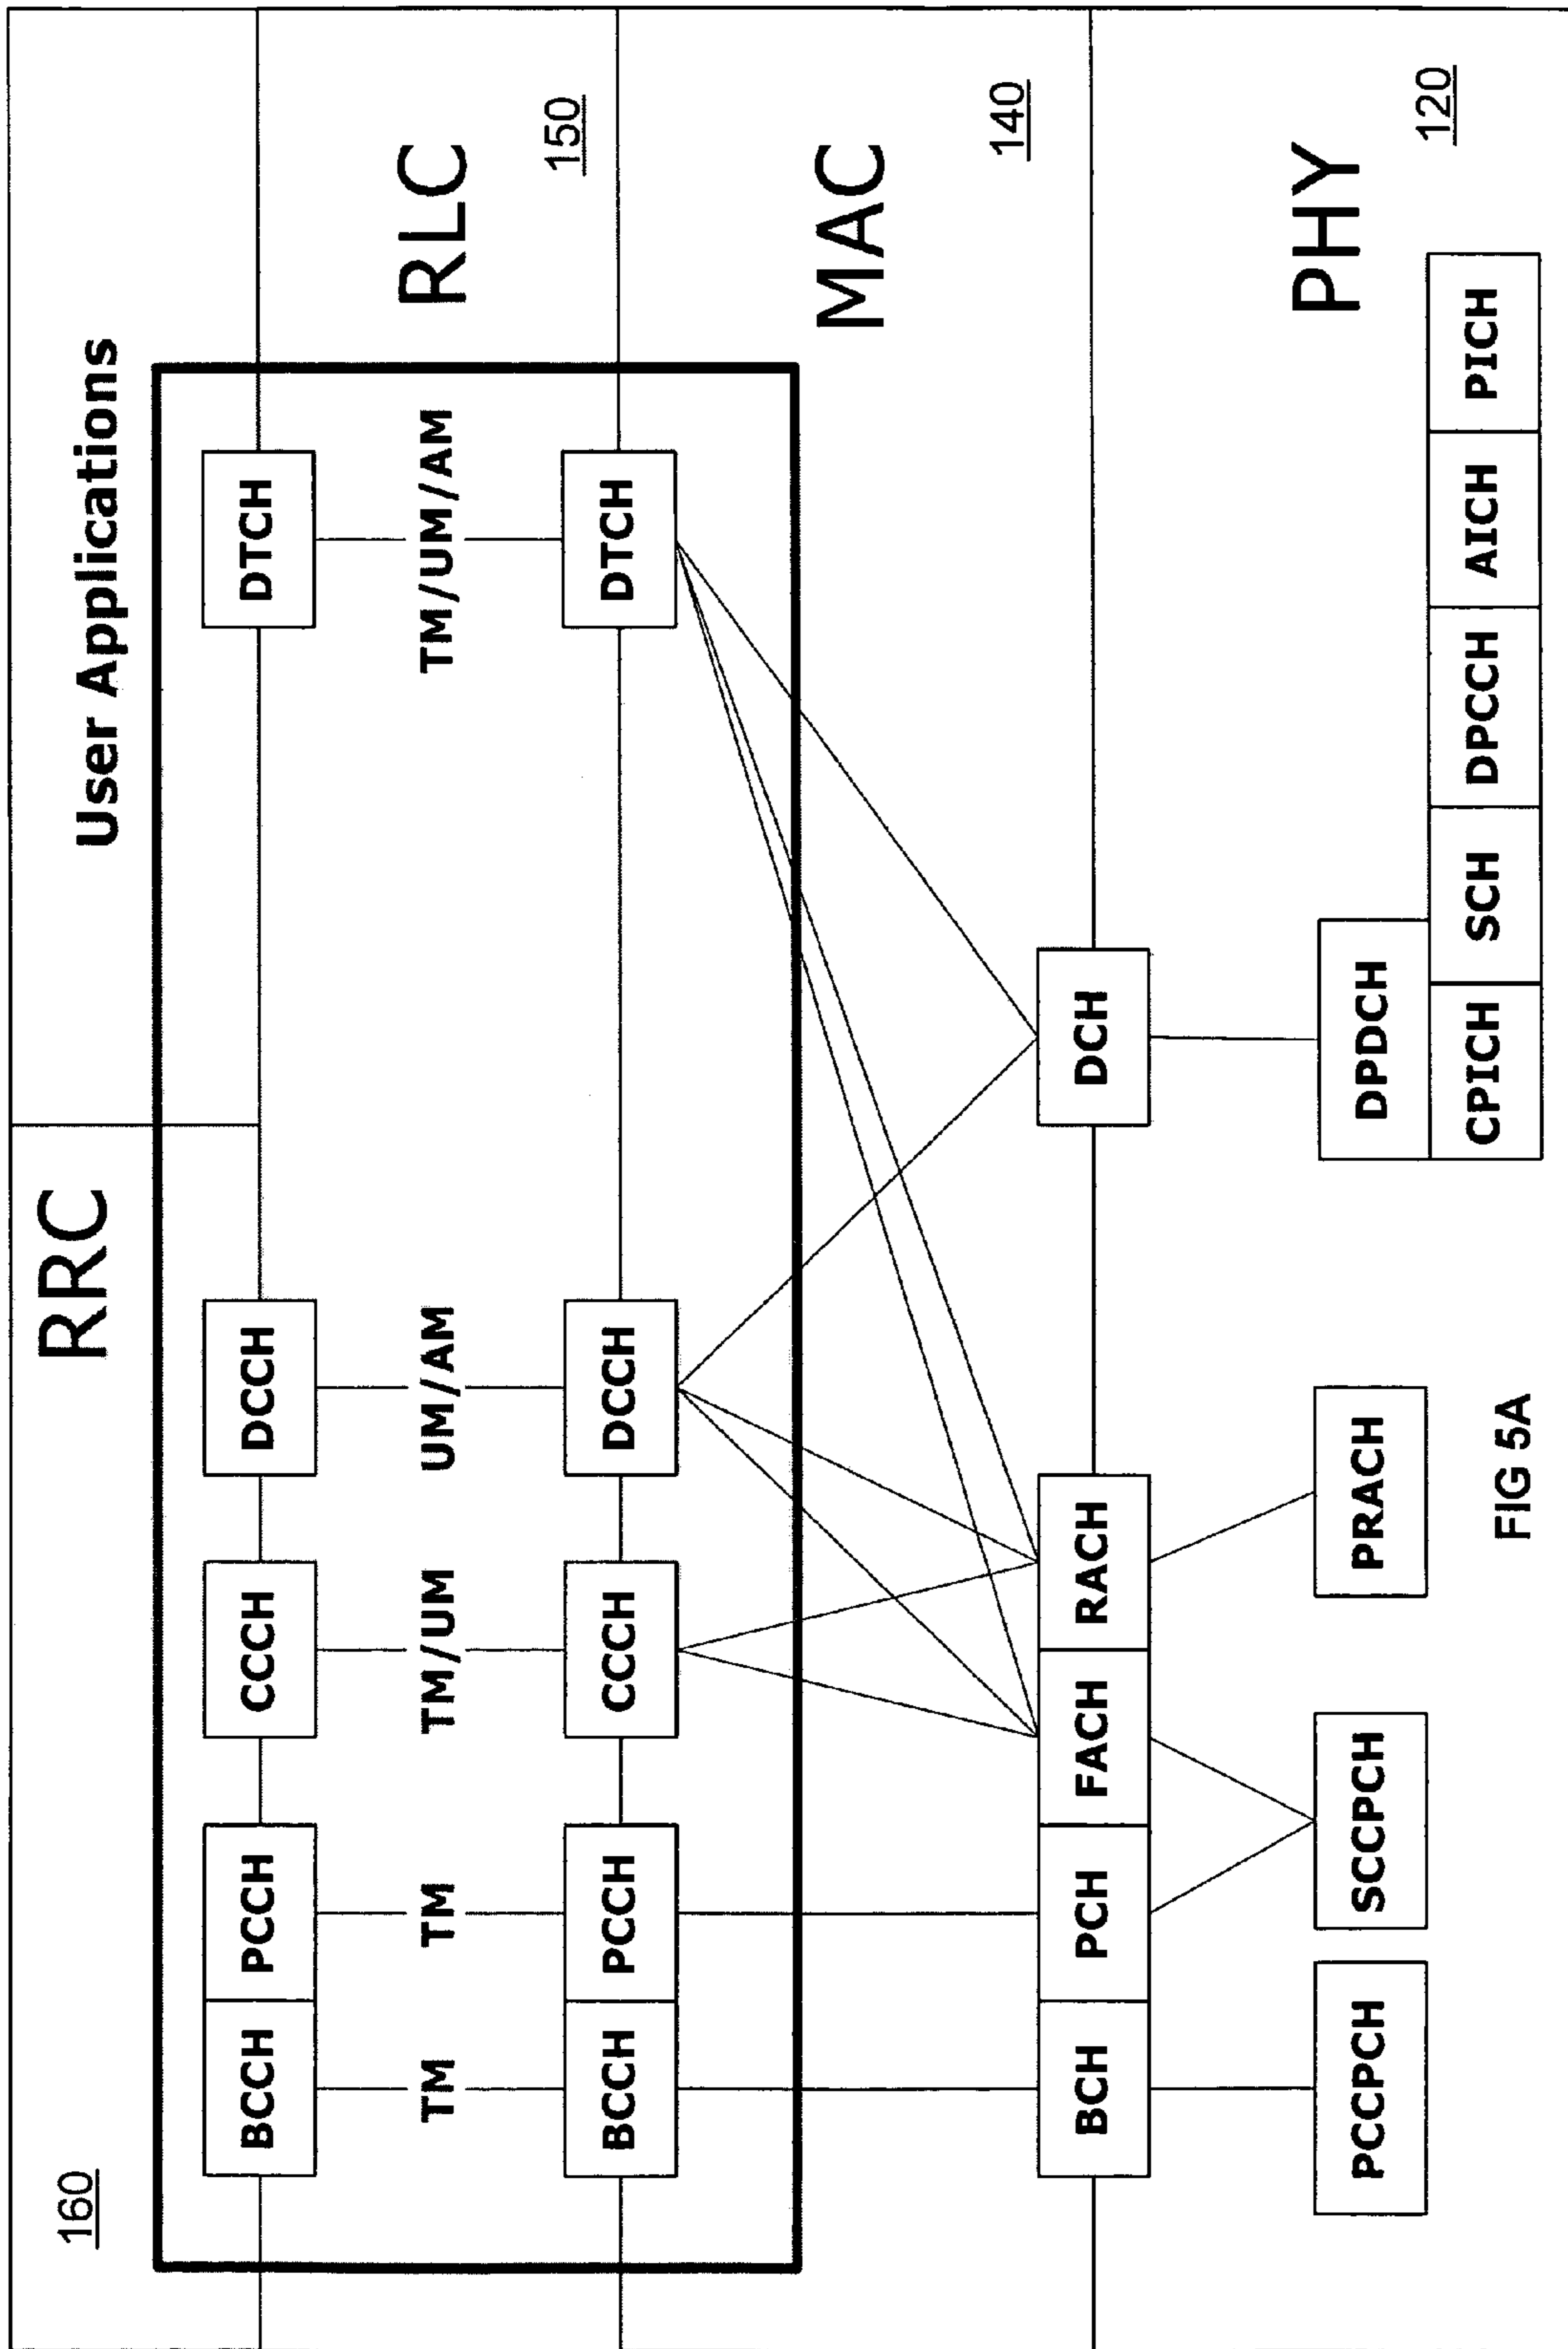 160
RRC
User Applications
BCCH PCCH CCCH DCCH DTCH
TM TM TM/UM UM/AM TM/UM/AM
RLC
150
BCCH PCCH CCCH DCCH DTCH
MAC
140
BCH PCH FACH RACH DCH
PHY
120
PCCPCH SCCPCH PRACH DPDCH
CPICH SCH DPCCH AICH PICH
FIG 5A